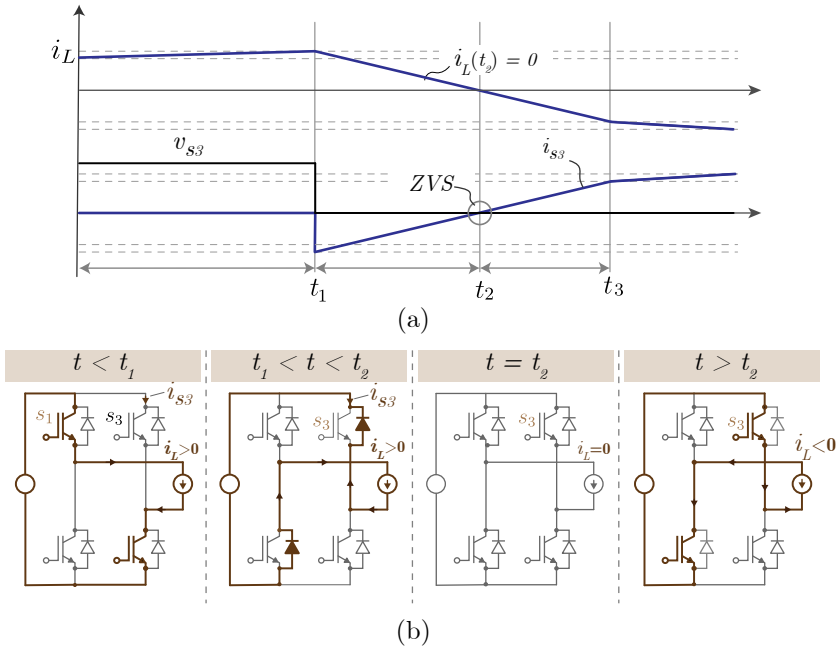 i_L
i_L(t_2) = 0
v_s3
i_s3
ZVS
t_1 t_2 t_3
(a)
t < t_1 t_1 < t < t_2 t = t_2 t > t_2
i_s3 i_s3
s_1 s_3 s_3 s_3 s_3
i_L>0 i_L>0 i_L=0 i_L<0
(b)